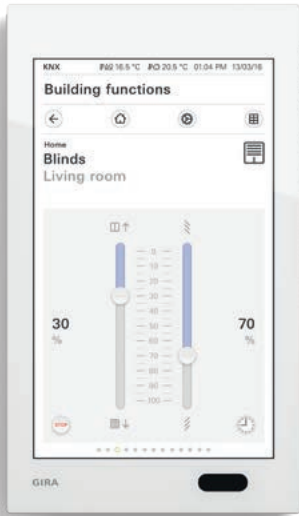 KNX 16.5 °C 20.5 °C 01:04 PM 13/03/16
Building functions
Home
Blinds
Living room
0
10
20
30
40
50
60
70
80
90
100
30
%
70
%
STOP
GIRA